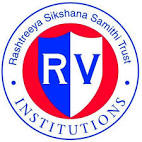 Rashtreeya Sikshana Samithi Trust
RV
• INSTITUTIONS •